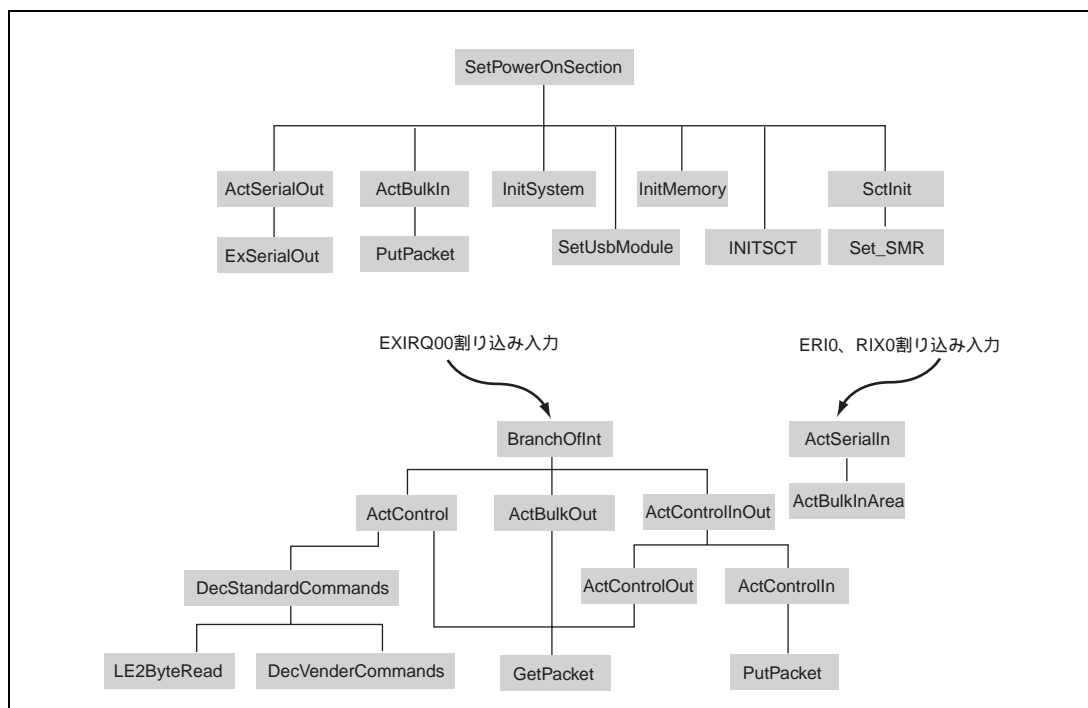 SetPowerOnSection
ActSerialOut
ActBulkIn
InitSystem
InitMemory
SctInit
ExSerialOut
PutPacket
SetUsbModule
INITSCT
Set_SMR
EXIRQ00割り込み入力
ERI0、RIX0割り込み入力
BranchOfInt
ActSerialIn
ActControl
ActBulkOut
ActControlInOut
ActBulkInArea
DecStandardCommands
ActControlOut
ActControlIn
LE2ByteRead
DecVenderCommands
GetPacket
PutPacket